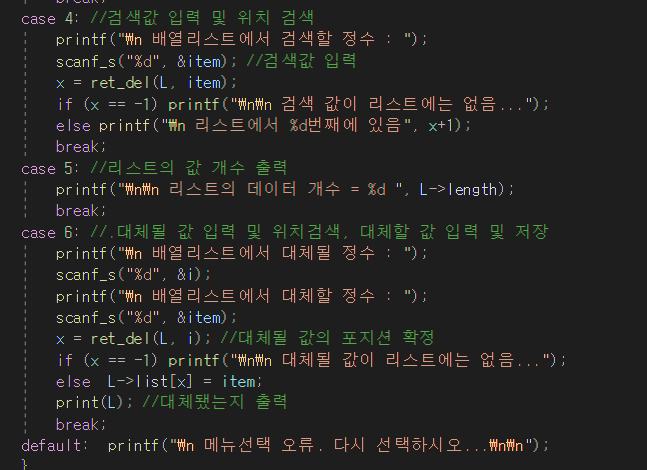 break;
case 4: //검색값 입력 및 위치 검색
printf("₩n 배열리스트에서 검색할 정수 : ");
scanf_s("%d", &item); //검색값 입력
x = ret_del(L, item);
if (x == -1) printf("₩n₩n 검색 값이 리스트에는 없음...");
else printf("₩n 리스트에서 %d번째에 있음", x+1);
break;
case 5: //리스트의 값 개수 출력
printf("₩n₩n 리스트의 데이터 개수 = %d ", L->length);
break;
case 6: //.대체될 값 입력 및 위치검색, 대체할 값 입력 및 저장
printf("₩n 배열리스트에서 대체될 정수 : ");
scanf_s("%d", &i);
printf("₩n 배열리스트에서 대체할 정수 : ");
scanf_s("%d", &item);
x = ret_del(L, i); //대체될 값의 포지션 확정
if (x == -1) printf("₩n₩n 대체될 값이 리스트에는 없음...");
else  L->list[x] = item;
print(L); //대체됐는지 출력
break;
default:  printf("₩n 메뉴선택 오류. 다시 선택하시오...₩n₩n");
}